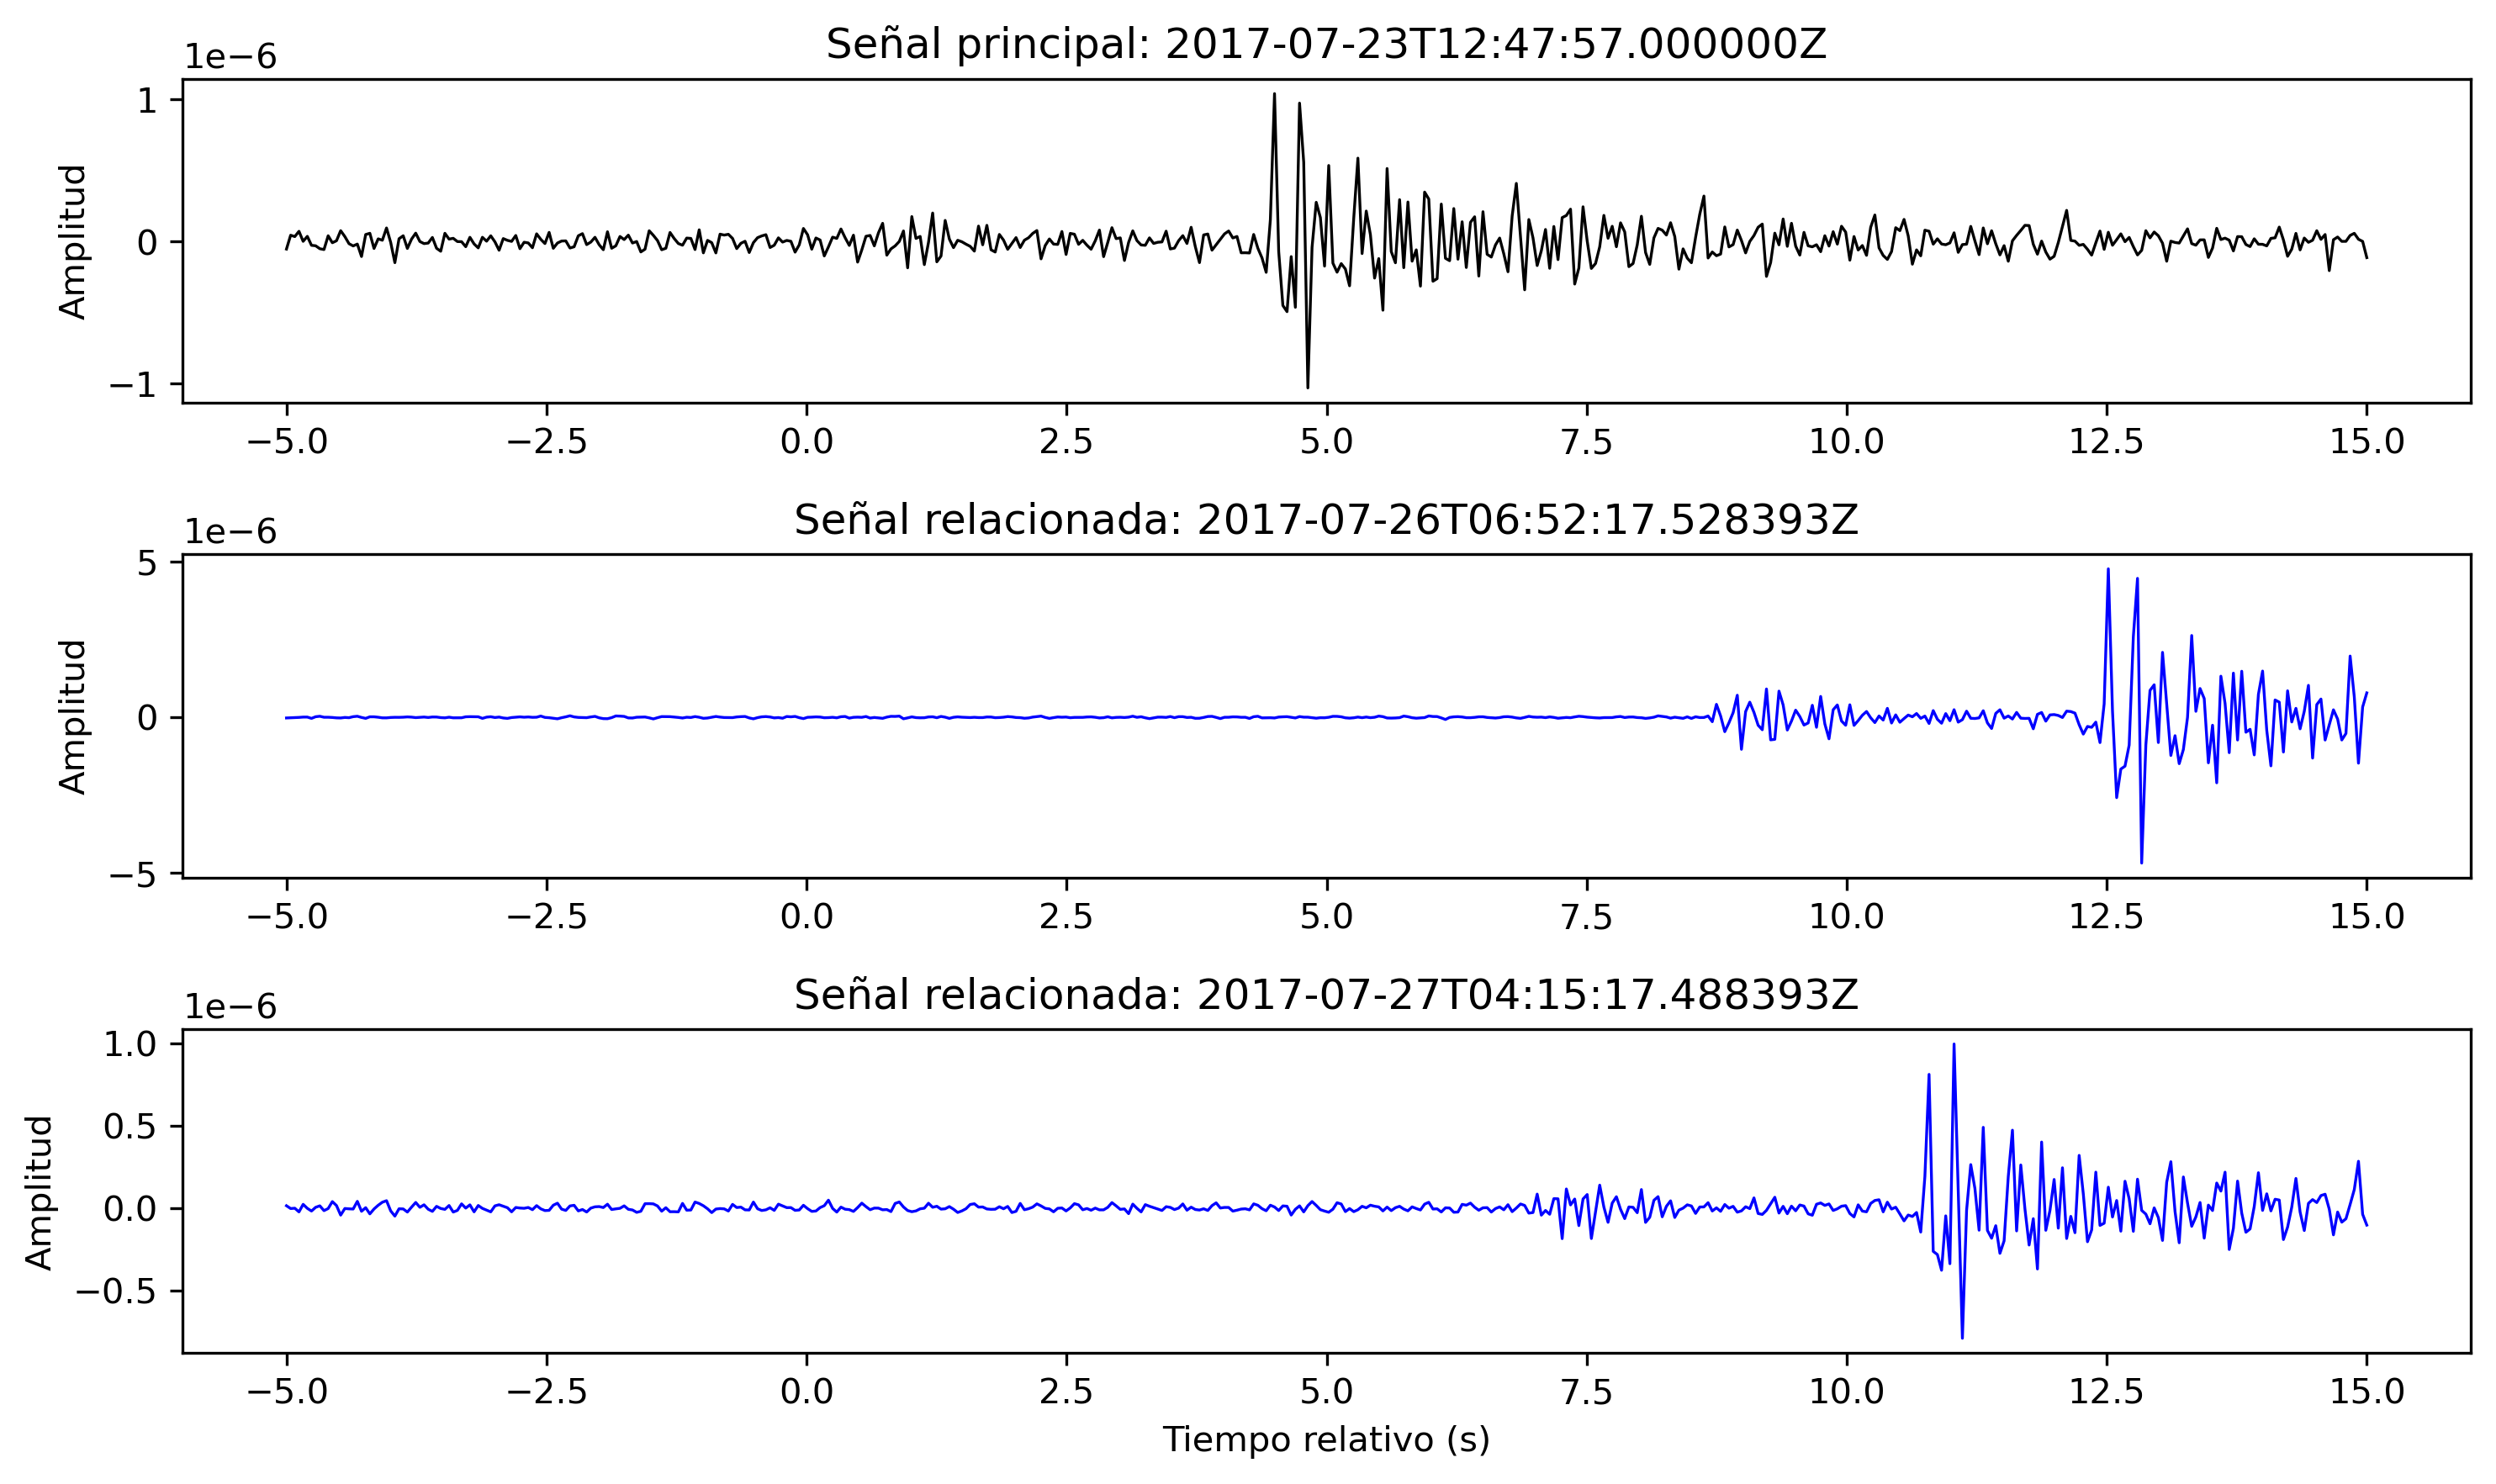 Señal principal: 2017-07-23T12:47:57.000000Z
1e−6
Amplitud
1
0
−1
−5.0 −2.5 0.0 2.5 5.0 7.5 10.0 12.5 15.0
Señal relacionada: 2017-07-26T06:52:17.528393Z
1e−6
Amplitud
5
0
−5
−5.0 −2.5 0.0 2.5 5.0 7.5 10.0 12.5 15.0
Señal relacionada: 2017-07-27T04:15:17.488393Z
1e−6
Amplitud
1.0
0.5
0.0
−0.5
−5.0 −2.5 0.0 2.5 5.0 7.5 10.0 12.5 15.0
Tiempo relativo (s)